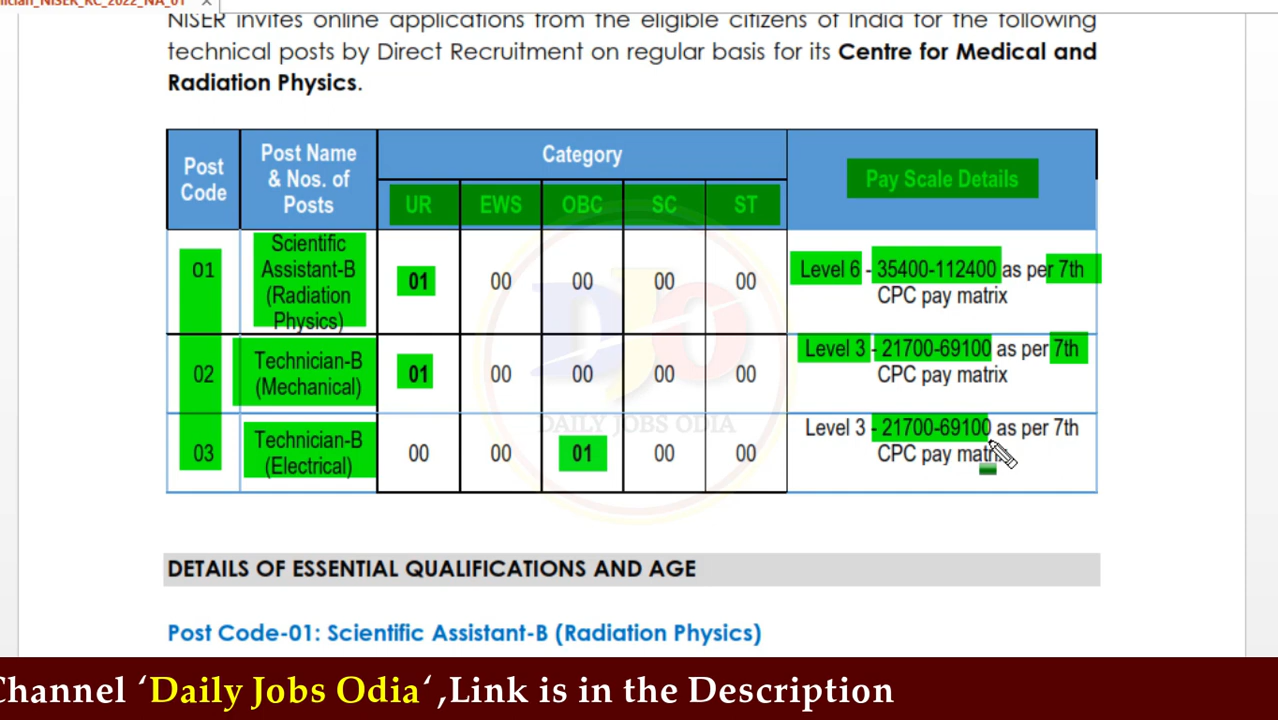 NISER invites online applications from the eligible citizens of India for the following
technical posts by Direct Recruitment on regular basis for its Centre for Medical and
Radiation Physics.
Post Code
Post Name & Nos. of Posts
Category
Pay Scale Details
UR EWS OBC SC ST
01
Scientific
Assistant-B
(Radiation
Physics)
01 00 00 00 00
Level 6 - 35400-112400 as per 7th
CPC pay matrix
02
Technician-B
(Mechanical)
01 00 00 00 00
Level 3 - 21700-69100 as per 7th
CPC pay matrix
DAILY JOBS ODIA
03
Technician-B
(Electrical)
00 00 01 00 00
Level 3 - 21700-69100 as per 7th
CPC pay matrix
DETAILS OF ESSENTIAL QUALIFICATIONS AND AGE
Post Code-01: Scientific Assistant-B (Radiation Physics)
Channel ‘Daily Jobs Odia‘,Link is in the Description